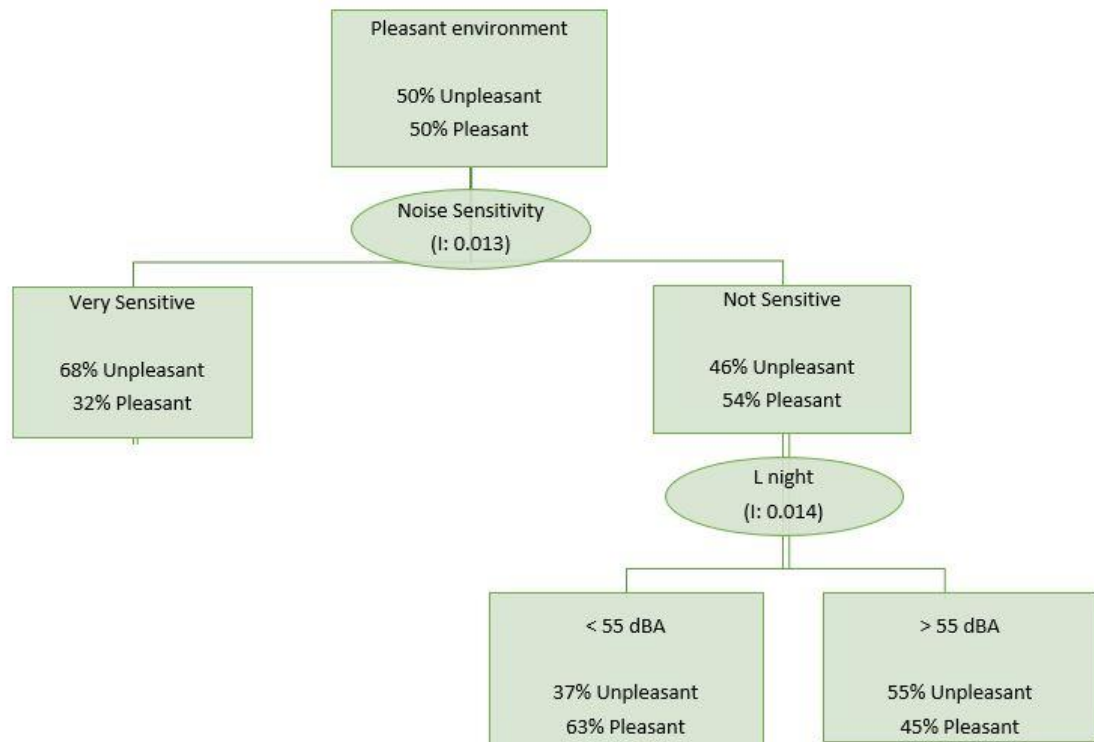 Pleasant environment
50% Unpleasant
50% Pleasant
Noise Sensitivity
(I: 0.013)
Very Sensitive
68% Unpleasant
32% Pleasant
Not Sensitive
46% Unpleasant
54% Pleasant
L night
(I: 0.014)
< 55 dBA
37% Unpleasant
63% Pleasant
> 55 dBA
55% Unpleasant
45% Pleasant